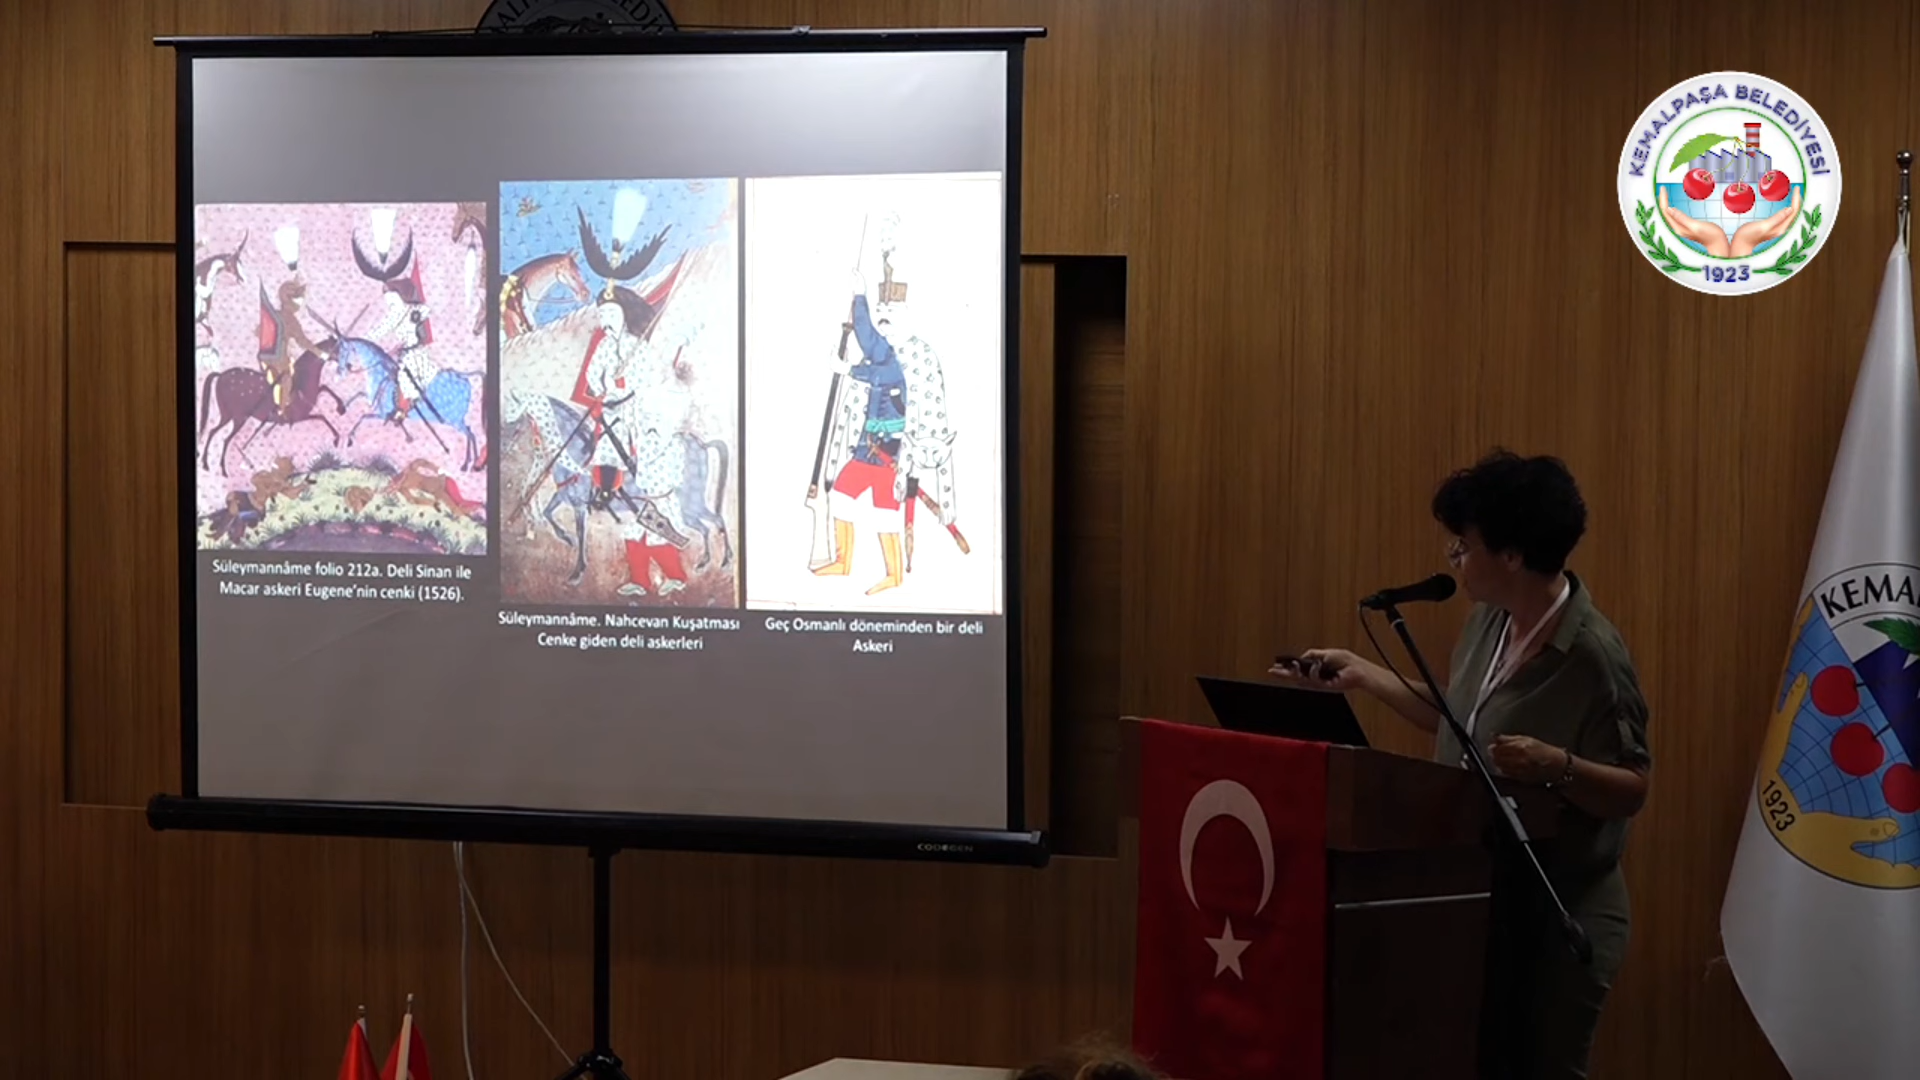 KEMALPAŞA BELEDİYESİ
1923
Süleymannâme folio 212a. Deli Sinan ile
Macar askeri Eugene'nin cenki (1526).
Süleymannâme. Nahcevan Kuşatması
Cenke giden deli askerleri
Geç Osmanlı döneminden bir deli
Askeri
CODEGEN
KEMA
1923